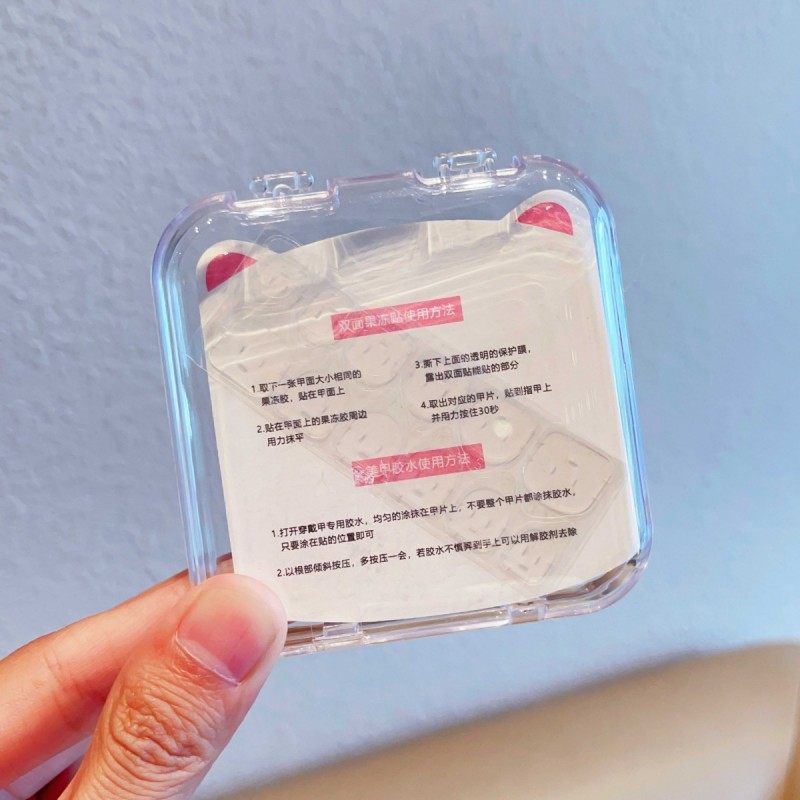 双面果冻贴使用方法
1.取下一张甲面大小相同的
果冻胶，贴在甲面上
2.贴在甲面上的果冻胶周边
用力抹平
3.撕下上面的透明的保护膜，
露出双面贴能贴的部分
4.取出对应的甲片，贴到指甲上
并用力按住30秒
美甲胶水使用方法
1.打开穿戴甲专用胶水，均匀的涂抹在甲片上，不要整个甲片都涂抹胶水，
只要涂在贴的位置即可
2.以根部倾斜按压，多按压一会，若胶水不慎弄到手上可以用解胶剂去除